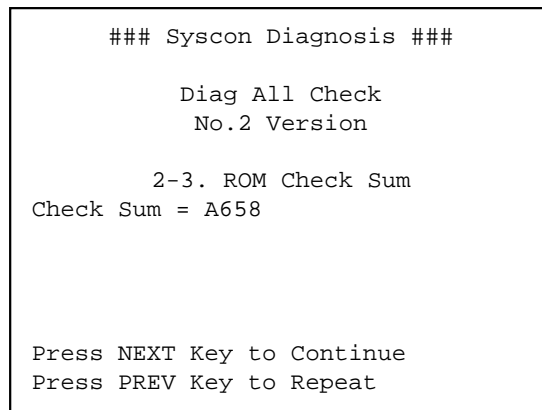 ### Syscon Diagnosis ###
Diag All Check
No.2 Version
2-3. ROM Check Sum
Check Sum = A658
Press NEXT Key to Continue
Press PREV Key to Repeat